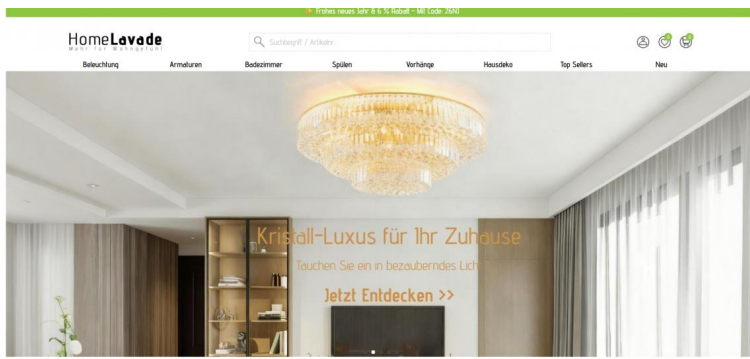 Frohes neues Jahr & 6 % Rabatt - Mit Code: 26NJ
HomeLavade
Mehr für Wohngefühl
Suchbegriff / Artikelnr.
Beleuchtung Armaturen Badezimmer Spülen Vorhänge Hausdeko Top Sellers Neu
Kristall-Luxus für Ihr Zuhause
Tauchen Sie ein in bezauberndes Licht
Jetzt Entdecken >>